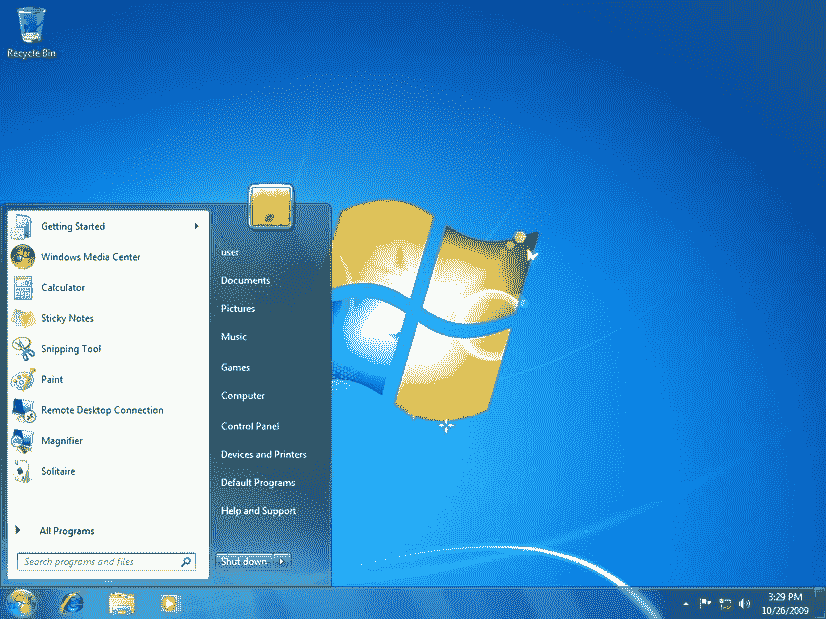 Recycle Bin
Getting Started
Windows Media Center
Calculator
Sticky Notes
Snipping Tool
Paint
Remote Desktop Connection
Magnifier
Solitaire
All Programs
Search programs and files
user
Documents
Pictures
Music
Games
Computer
Control Panel
Devices and Printers
Default Programs
Help and Support
Shut down
3:29 PM
10/26/2009